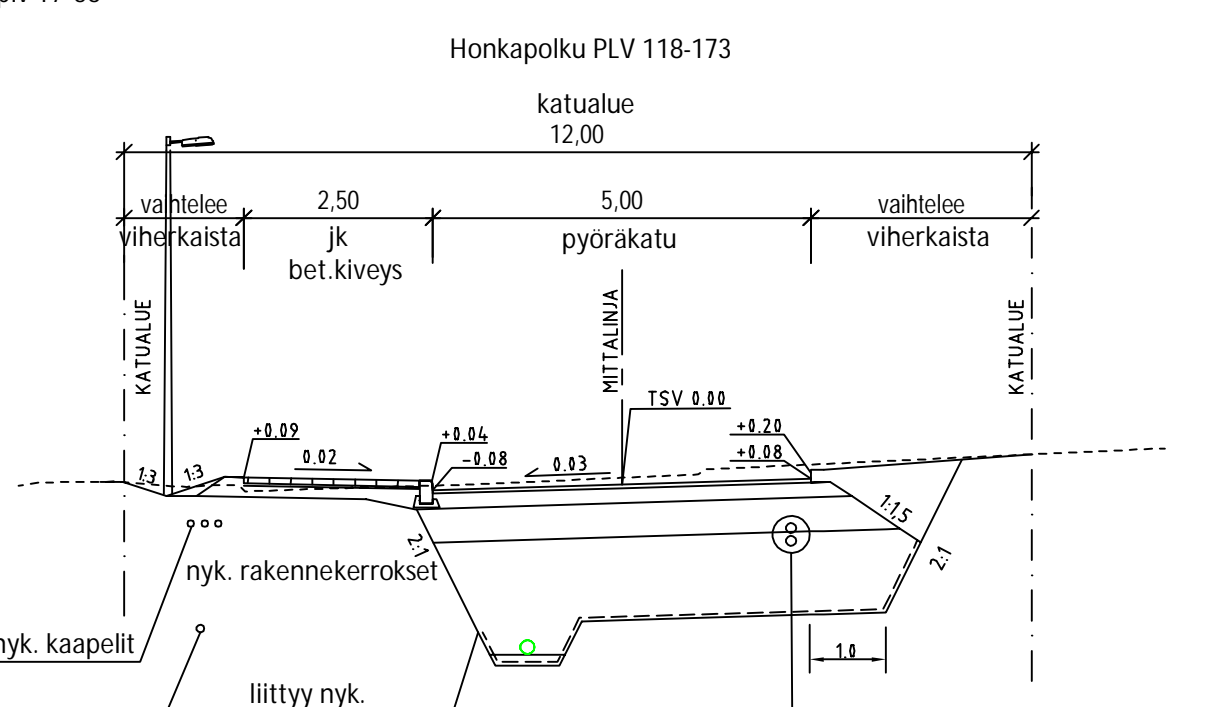 Honkapolku PLV 118-173
katualue
12,00
vaihtelee
2,50
5,00
vaihtelee
viherkaista
jk
pyöräkatu
viherkaista
bet.kiveys
KATUALUE
MITTALINJA
KATUALUE
TSV 0.00
+0.09
+0.04
+0.20
-0.08
+0.08
0.02
0.03
1:3
1:3
1:1,5
2:1
2:1
nyk. rakennekerrokset
nyk. kaapelit
1.0
liittyy nyk.